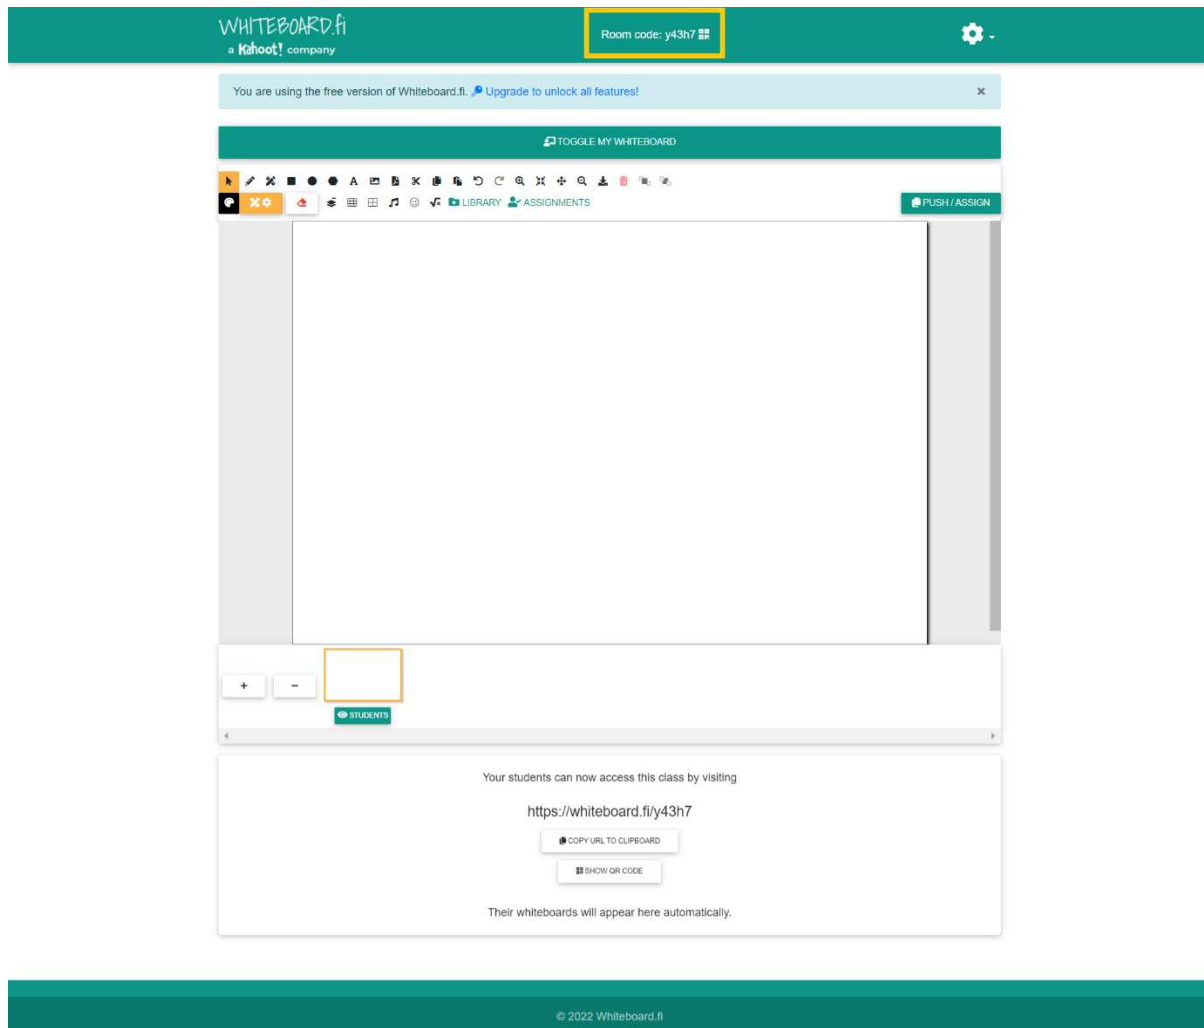 WHITEBOARD.fi
a Kahoot! company
Room code: y43h7
You are using the free version of Whiteboard.fi. Upgrade to unlock all features!
TOGGLE MY WHITEBOARD
LIBRARY ASSIGNMENTS
PUSH / ASSIGN
STUDENTS
Your students can now access this class by visiting
https://whiteboard.fi/y43h7
COPY URL TO CLIPBOARD
SHOW QR CODE
Their whiteboards will appear here automatically.
© 2022 Whiteboard.fi